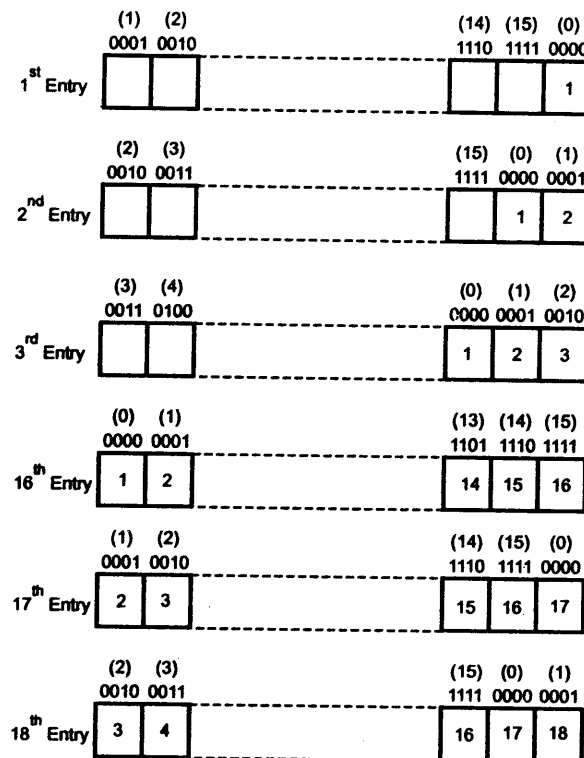 (1) (2) (14) (15) (0)
0001 0010 1110 1111 0000
1st Entry 1
(2) (3) (15) (0) (1)
0010 0011 1111 0000 0001
2nd Entry 1 2
(3) (4) (0) (1) (2)
0011 0100 0000 0001 0010
3rd Entry 1 2 3
(0) (1) (13) (14) (15)
0000 0001 1101 1110 1111
16th Entry 1 2 14 15 16
(1) (2) (14) (15) (0)
0001 0010 1110 1111 0000
17th Entry 2 3 15 16 17
(2) (3) (15) (0) (1)
0010 0011 1111 0000 0001
18th Entry 3 4 16 17 18